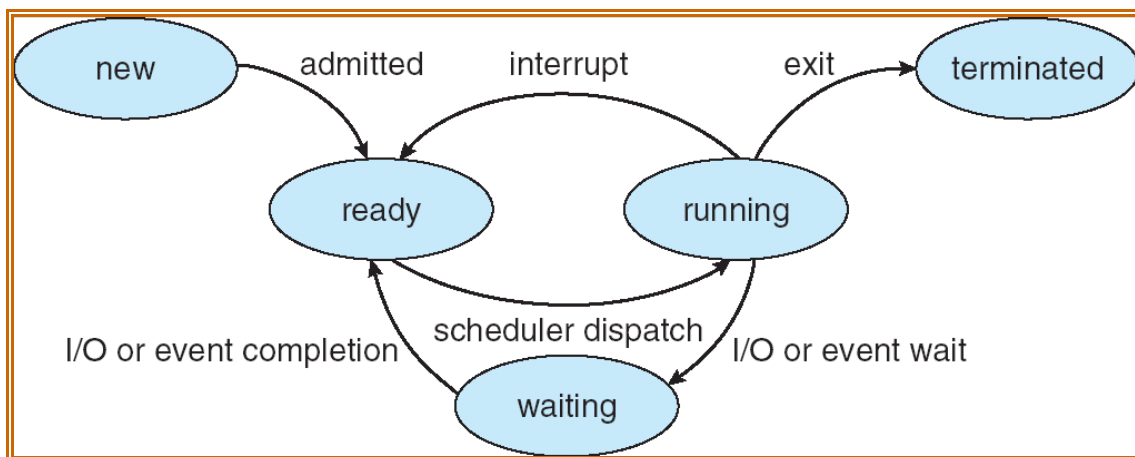 new
admitted
interrupt
exit
terminated
ready
running
I/O or event completion
scheduler dispatch
I/O or event wait
waiting